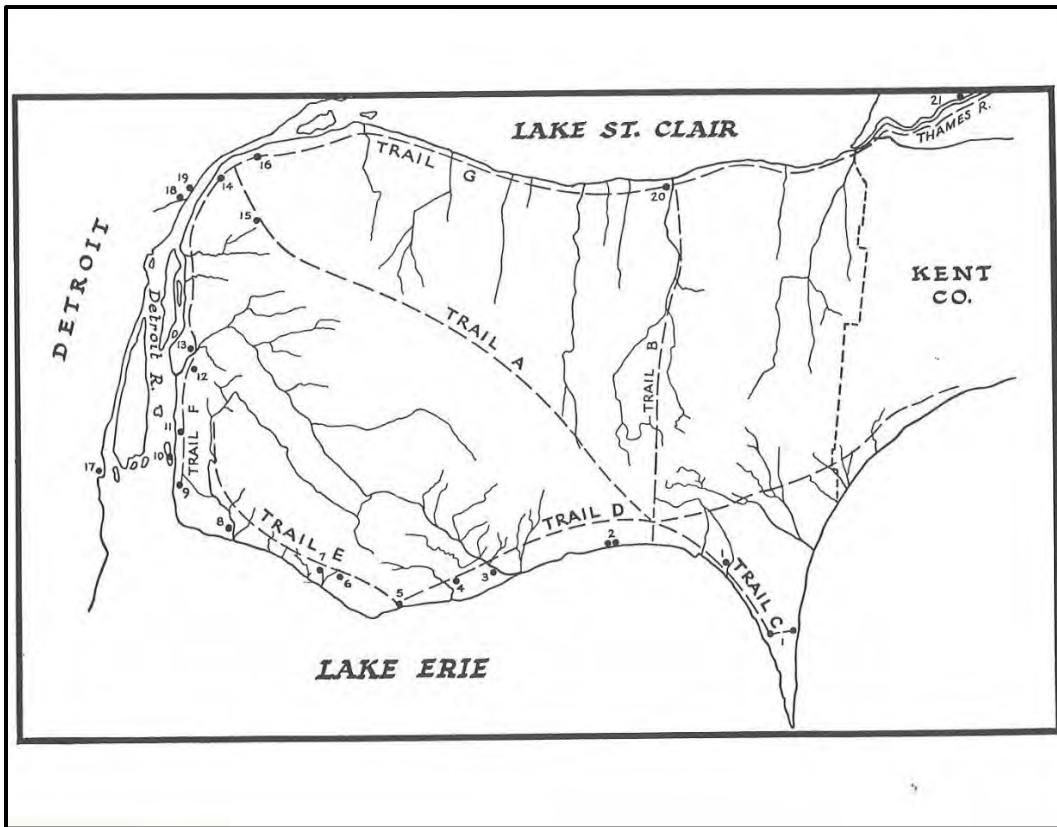 LAKE ST. CLAIR
21
THAMES R.
TRAIL G
16
19
18
14
20
15
KENT
CO.
DETROIT
Detroit R.
TRAIL A
TRAIL B
13
12
TRAIL F
11
10
17
9
8
TRAIL E
TRAIL D
2
7
6
5
4
3
1
TRAIL C
1
LAKE ERIE